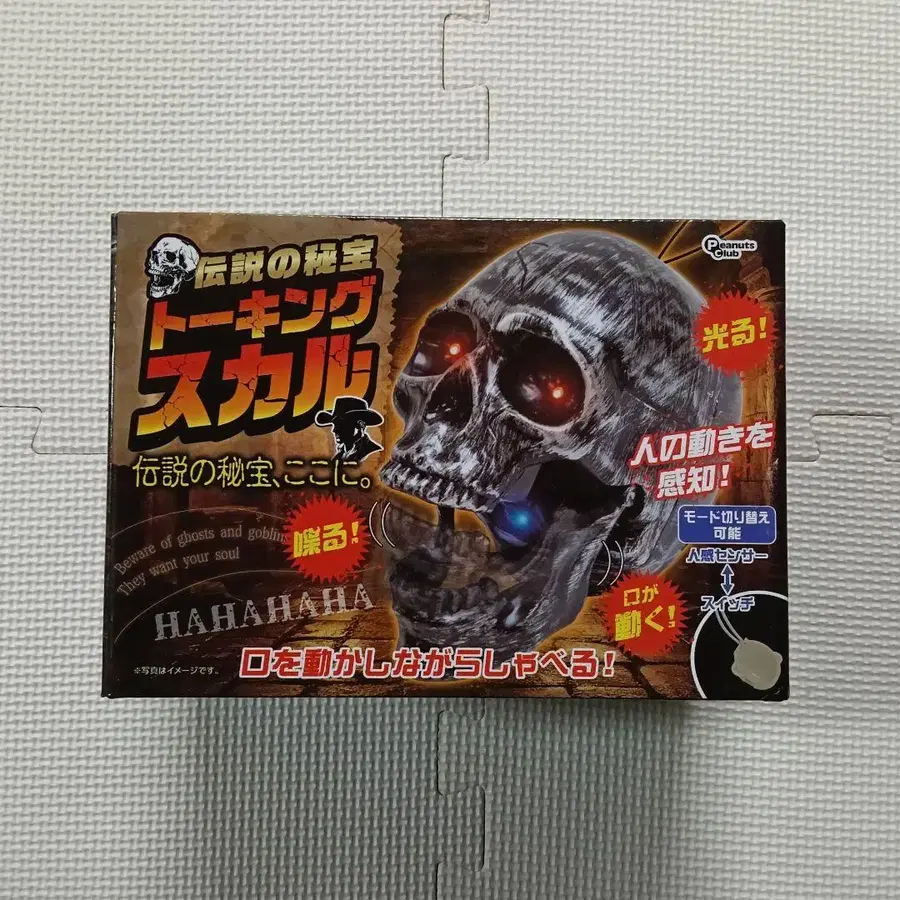 伝説の秘宝
トーキング
スカル
伝説の秘宝、ここに。
Peanuts
Club
光る!
人の動きを
感知!
モード切り替え
可能
人感センサー
スイッチ
喋る!
Beware of ghosts and goblins
They want your soul
HAHAHAHA
口が
動く!
口を動かしながらしゃべる!
※写真はイメージです。